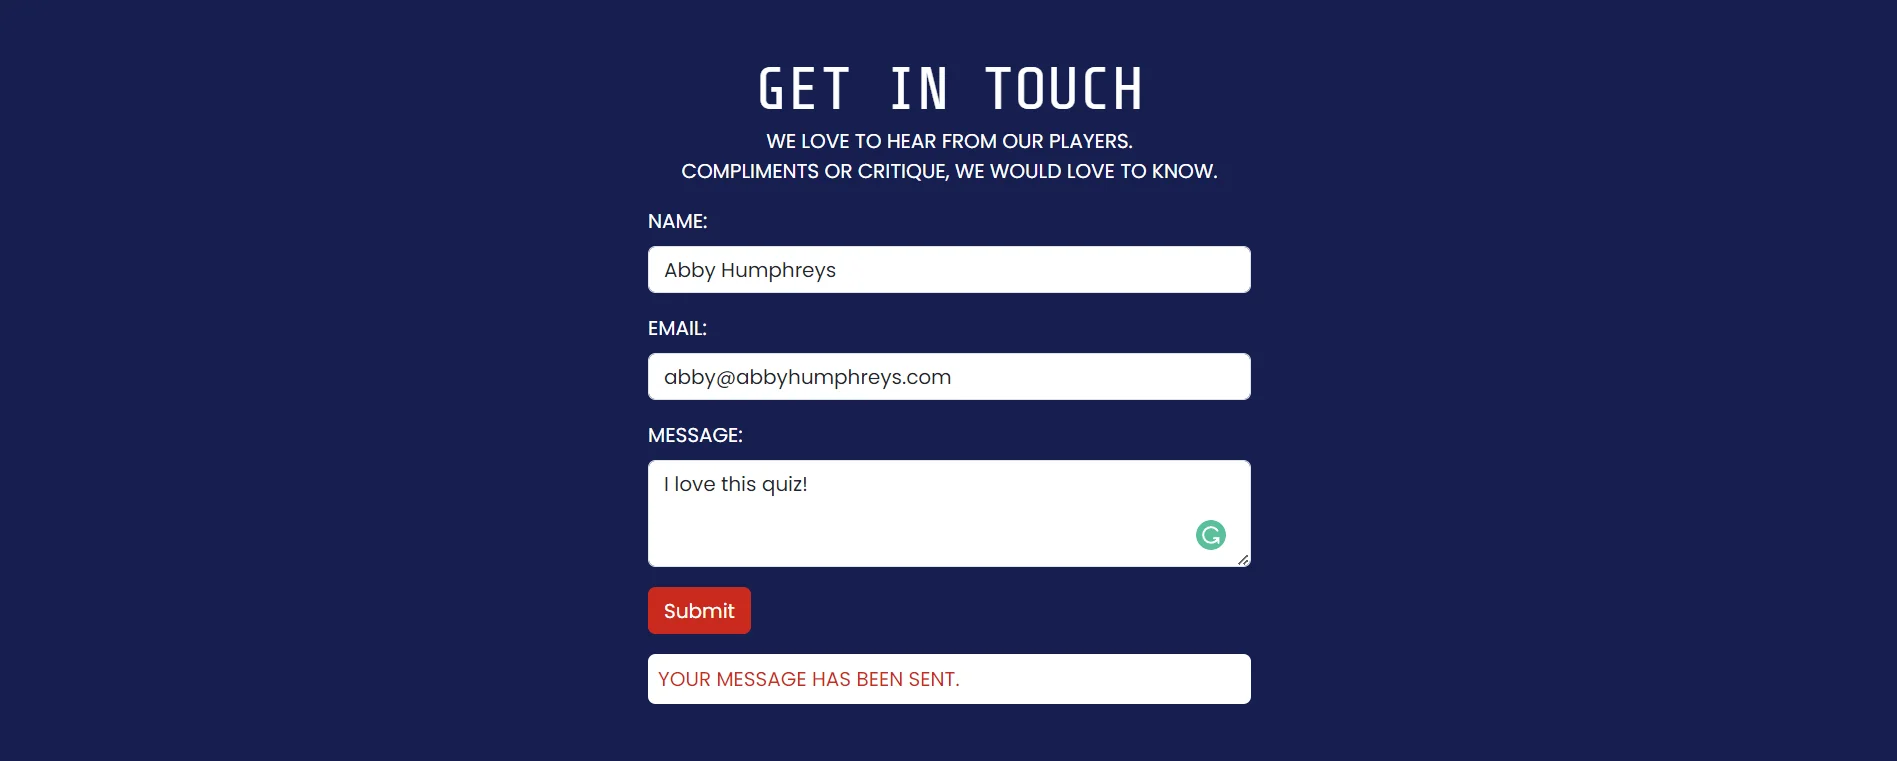 GET IN TOUCH
WE LOVE TO HEAR FROM OUR PLAYERS.
COMPLIMENTS OR CRITIQUE, WE WOULD LOVE TO KNOW.
NAME:
Abby Humphreys
EMAIL:
abby@abbyhumphreys.com
MESSAGE:
I love this quiz!
Submit
YOUR MESSAGE HAS BEEN SENT.